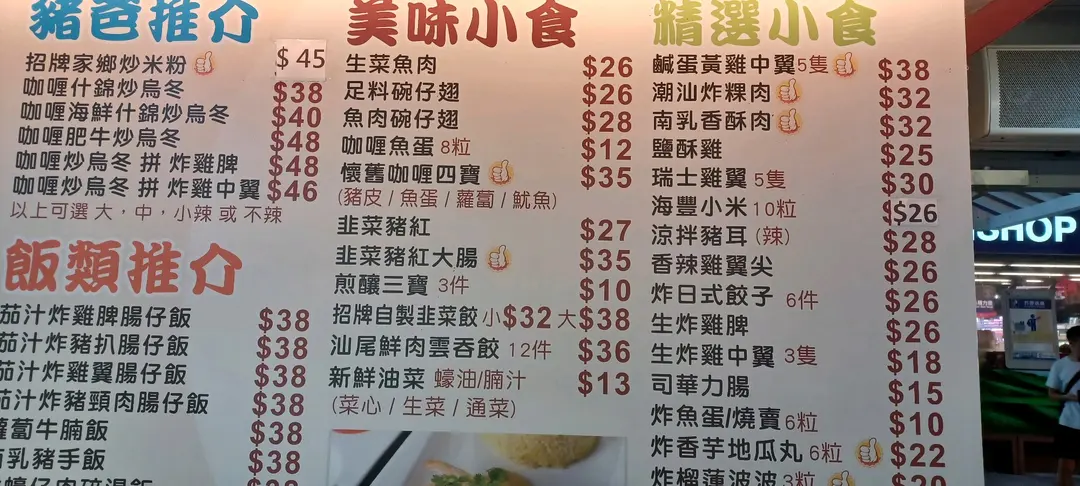 豬爸推介
招牌家鄉炒米粉 $45
咖喱什錦炒烏冬 $38
咖喱海鮮什錦炒烏冬 $40
咖喱肥牛炒烏冬 $48
咖喱炒烏冬 拼 炸雞脾 $48
咖喱炒烏冬 拼 炸雞中翼 $46
以上可選 大，中，小辣 或 不辣
飯類推介
茄汁炸雞脾腸仔飯 $38
茄汁炸豬扒腸仔飯 $38
茄汁炸雞翼腸仔飯 $38
茄汁炸豬頸肉腸仔飯 $38
蘿蔔牛腩飯 $38
南乳豬手飯 $38
美味小食
生菜魚肉 $26
足料碗仔翅 $26
魚肉碗仔翅 $28
咖喱魚蛋 8粒 $12
懷舊咖喱四寶 $35
(豬皮 / 魚蛋 / 蘿蔔 / 魷魚)
韭菜豬紅 $27
韭菜豬紅大腸 $35
煎釀三寶 3件 $10
招牌自製韭菜餃 小$32 大$38
汕尾鮮肉雲吞餃 12件 $36
新鮮油菜 蠔油/腩汁 $13
(菜心 / 生菜 / 通菜)
精選小食
鹹蛋黃雞中翼5隻 $38
潮汕炸粿肉 $32
南乳香酥肉 $32
鹽酥雞 $25
瑞士雞翼 5隻 $30
海豐小米 10粒 $26
涼拌豬耳 (辣) $28
香辣雞翼尖 $26
炸日式餃子 6件 $26
生炸雞脾 $26
生炸雞中翼 3隻 $18
司華力腸 $15
炸魚蛋/燒賣 6粒 $10
炸香芋地瓜丸 6粒 $22
炸榴蓮波波 3粒
SHOP